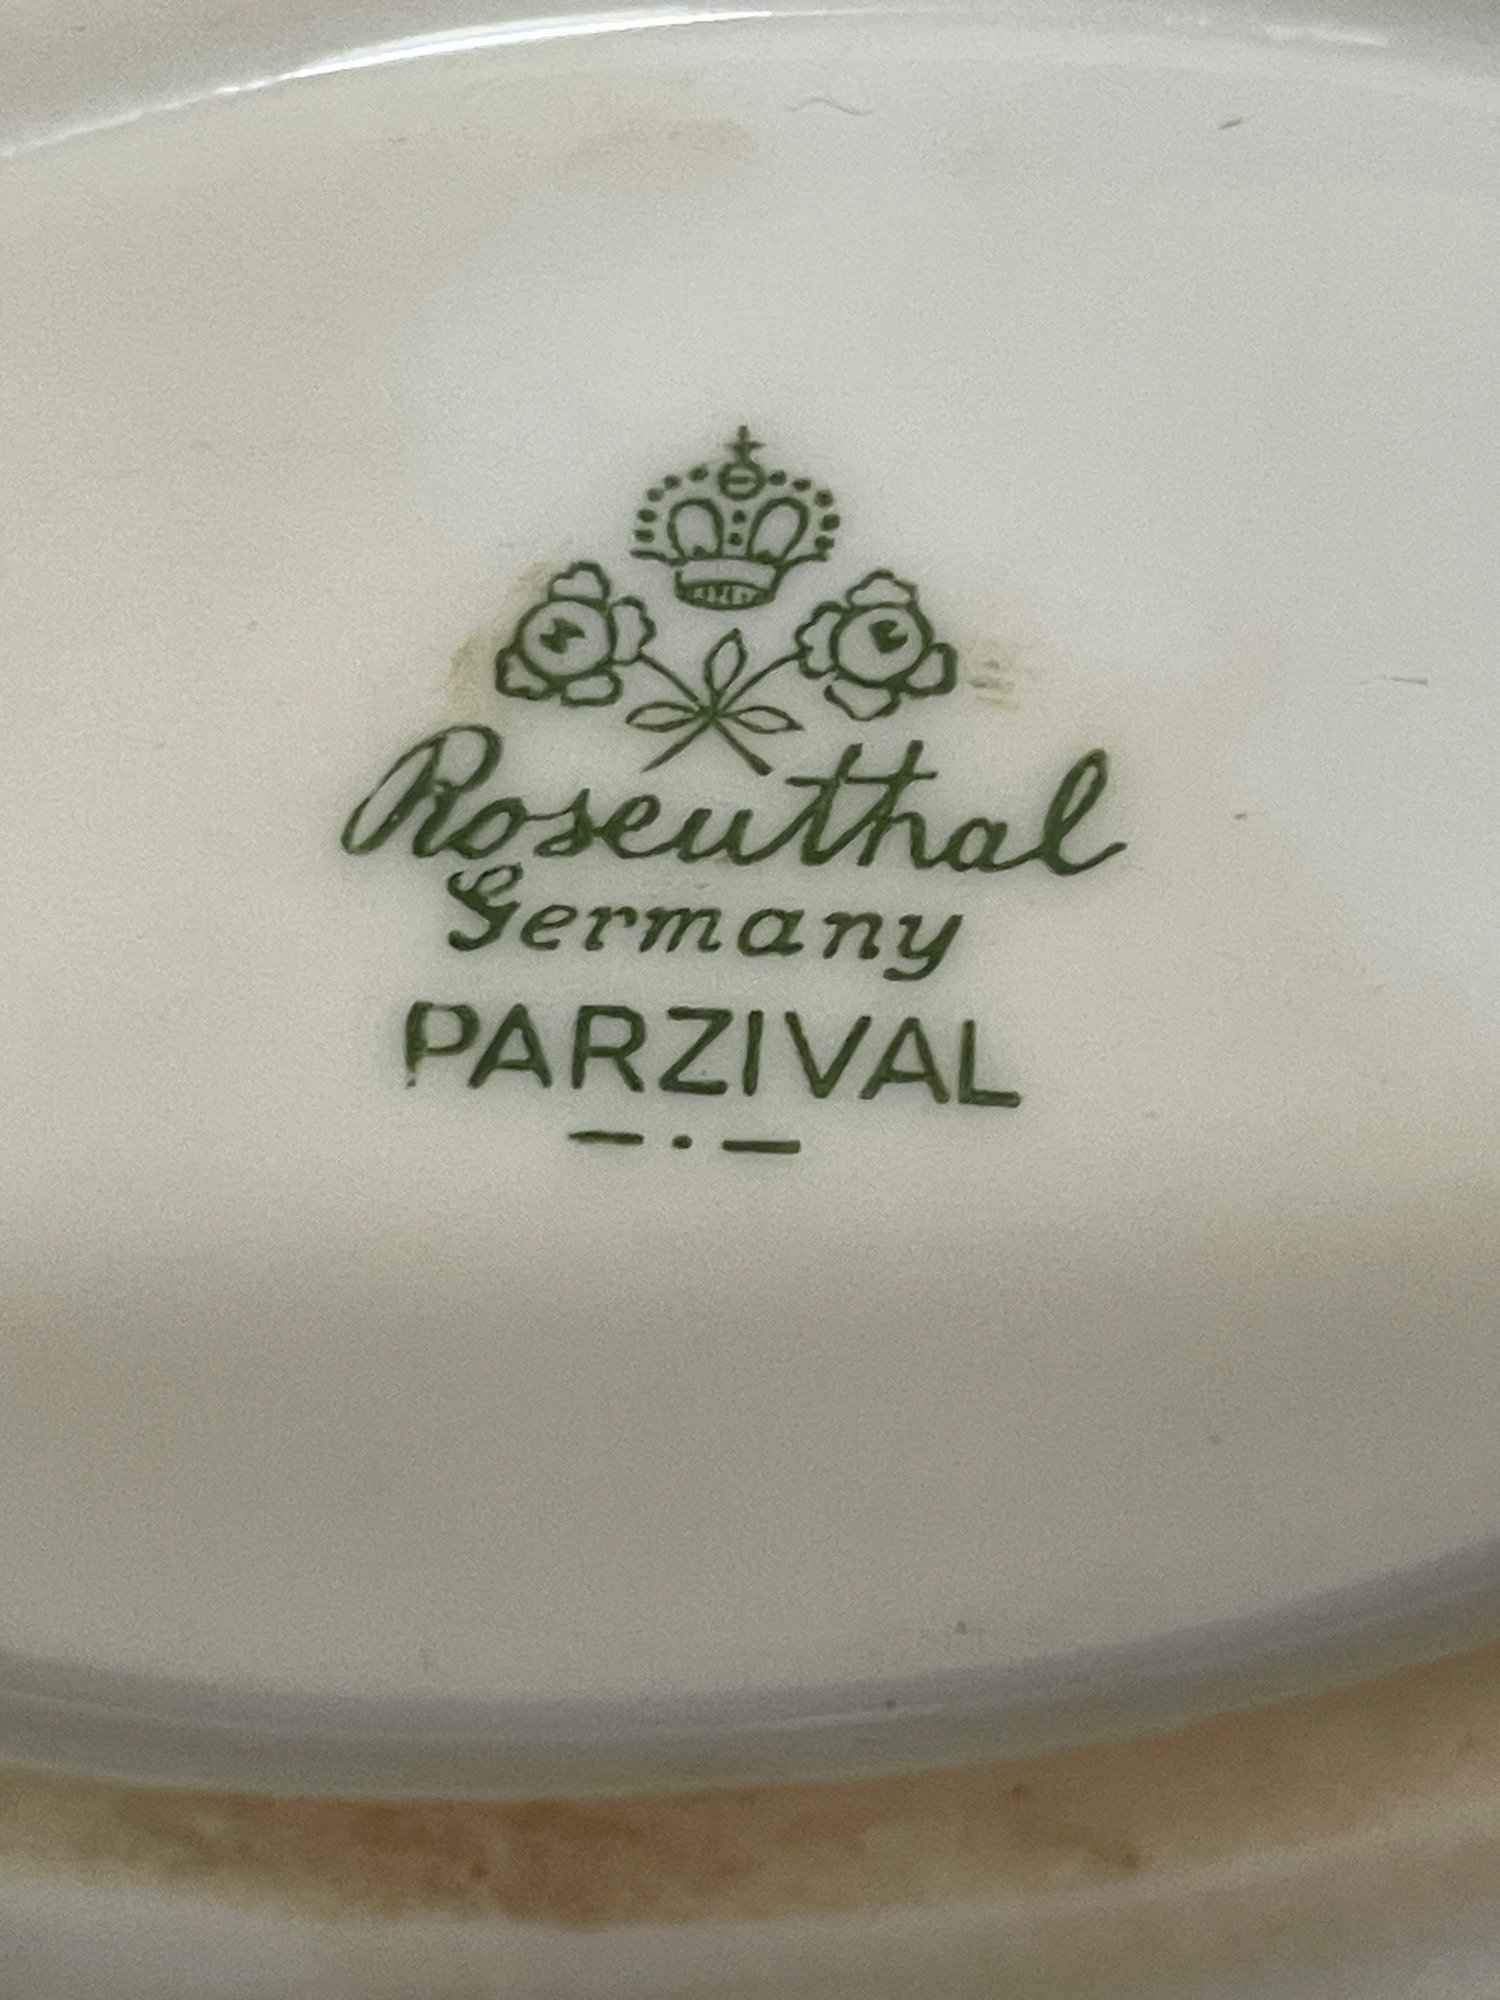 Rosenthal
Germany
PARZIVAL
– · –